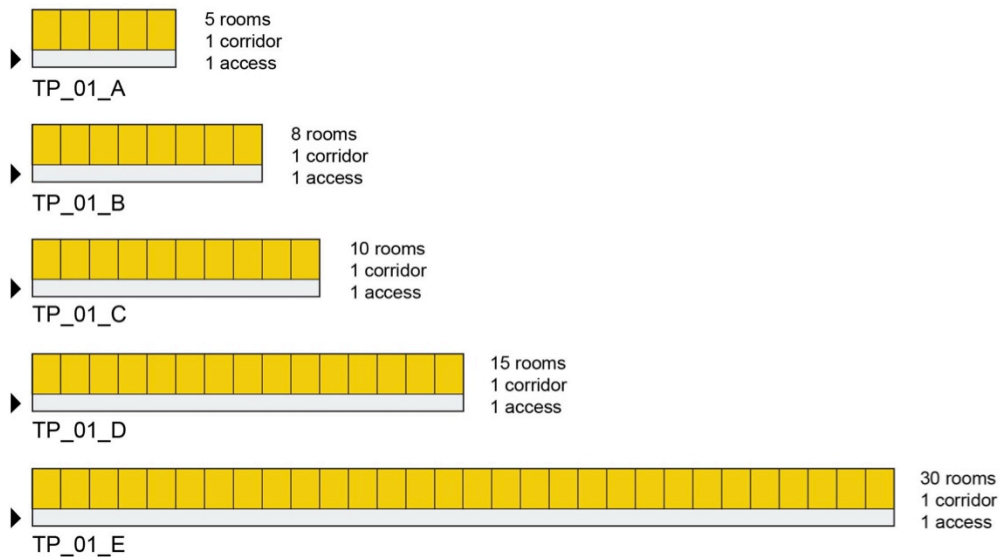 5 rooms
1 corridor
1 access
TP_01_A
8 rooms
1 corridor
1 access
TP_01_B
10 rooms
1 corridor
1 access
TP_01_C
15 rooms
1 corridor
1 access
TP_01_D
30 rooms
1 corridor
1 access
TP_01_E